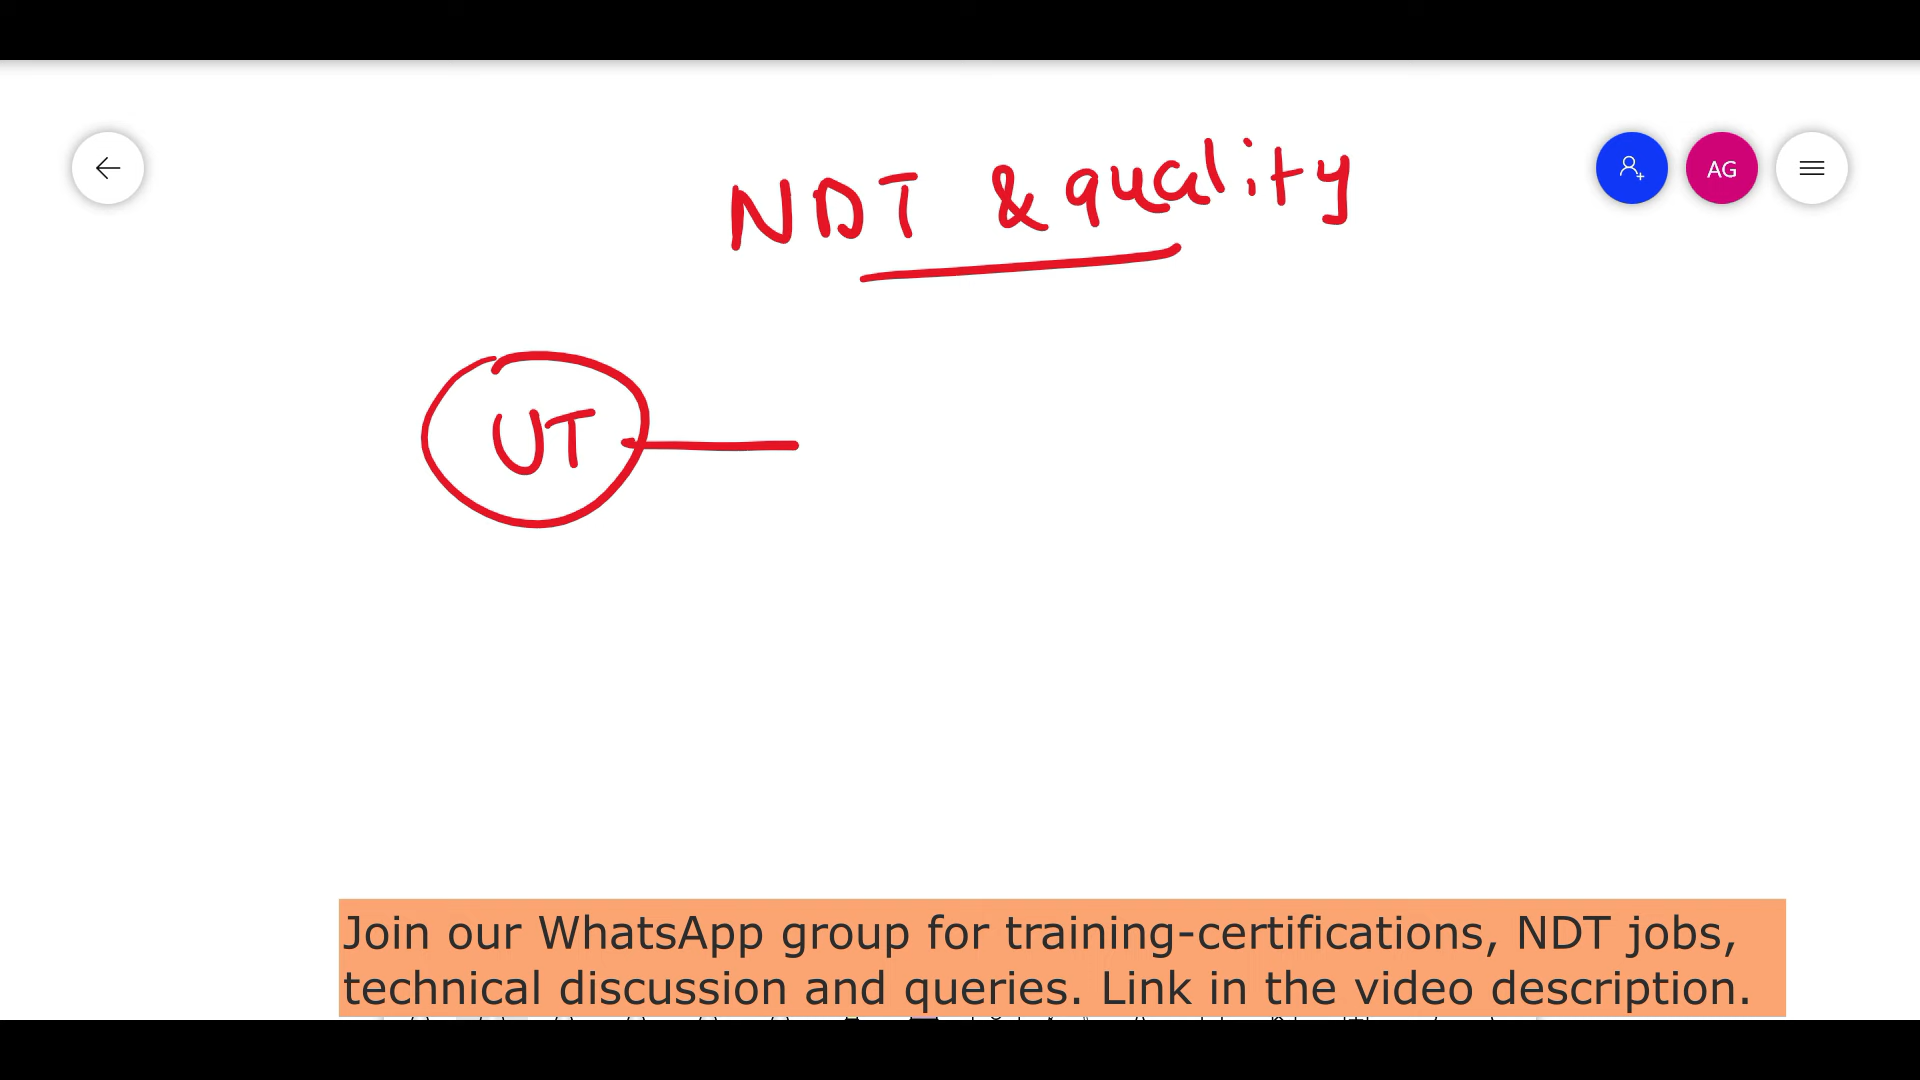 NDT & quality
AG
UT
Join our WhatsApp group for training-certifications, NDT jobs,
technical discussion and queries. Link in the video description.